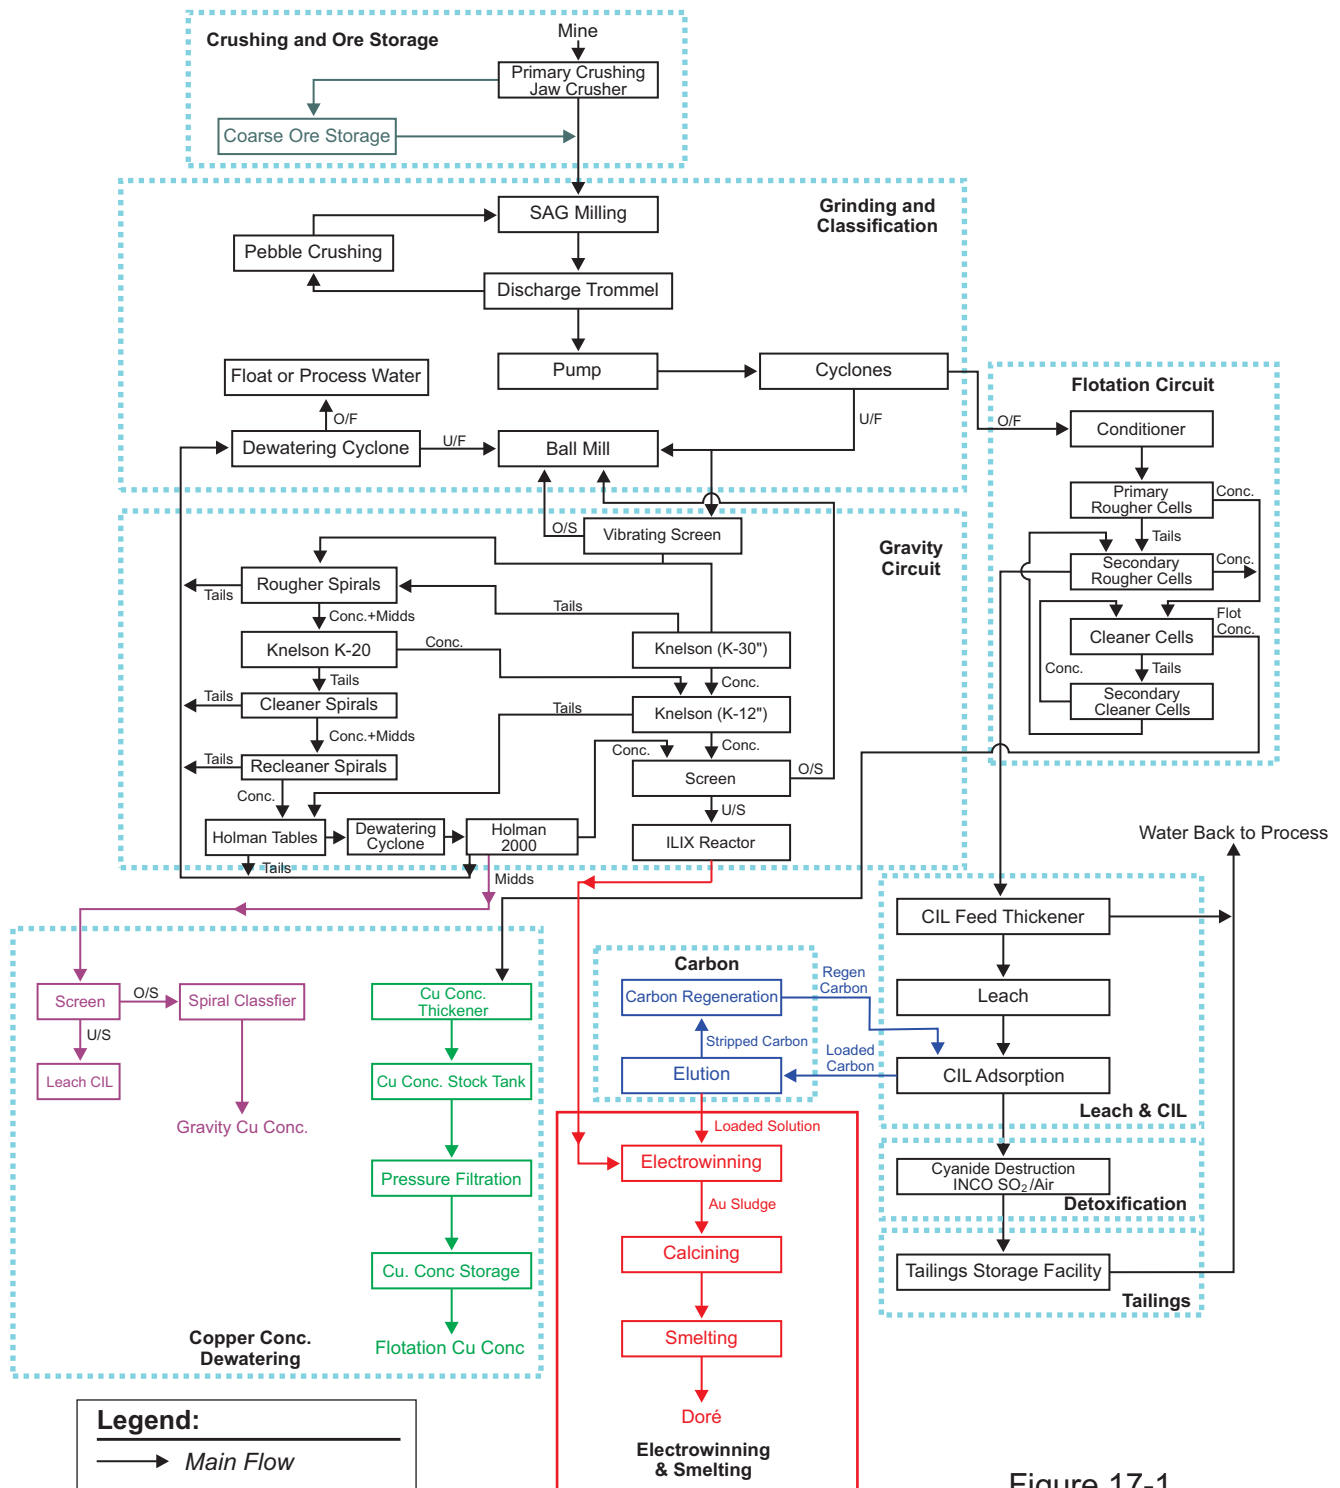 Crushing and Ore Storage
Mine
Primary Crushing
Jaw Crusher
Coarse Ore Storage
SAG Milling
Grinding and
Classification
Pebble Crushing
Discharge Trommel
Float or Process Water
Pump
Cyclones
Flotation Circuit
O/F
U/F
O/F
Conditioner
Dewatering Cyclone
U/F
Ball Mill
Primary
Rougher Cells
Conc.
Tails
O/S
Vibrating Screen
Gravity
Circuit
Secondary
Rougher Cells
Conc.
Rougher Spirals
Tails
Tails
Conc.+Midds
Flot
Conc.
Cleaner Cells
Knelson K-20
Conc.
Knelson (K-30")
Tails
Conc.
Tails
Conc.
Secondary
Cleaner Cells
Tails
Cleaner Spirals
Tails
Knelson (K-12")
Conc.+Midds
Conc.
Conc.
Tails
Recleaner Spirals
Screen
O/S
Conc.
U/S
Holman Tables
Dewatering
Cyclone
Holman
2000
ILIX Reactor
Water Back to Process
Tails
Midds
CIL Feed Thickener
Carbon
Regen
Carbon
Screen
O/S
Spiral Classfier
Cu Conc.
Thickener
Carbon Regeneration
Leach
U/S
Stripped Carbon
Loaded
Carbon
Leach CIL
Cu Conc. Stock Tank
Elution
CIL Adsorption
Gravity Cu Conc.
Loaded Solution
Leach & CIL
Electrowinning
Pressure Filtration
Cyanide Destruction
INCO SO2/Air
Au Sludge
Detoxification
Calcining
Cu. Conc Storage
Tailings Storage Facility
Tailings
Copper Conc.
Dewatering
Flotation Cu Conc
Smelting
Doré
Legend:
Main Flow
Electrowinning
& Smelting
Figure 17-1